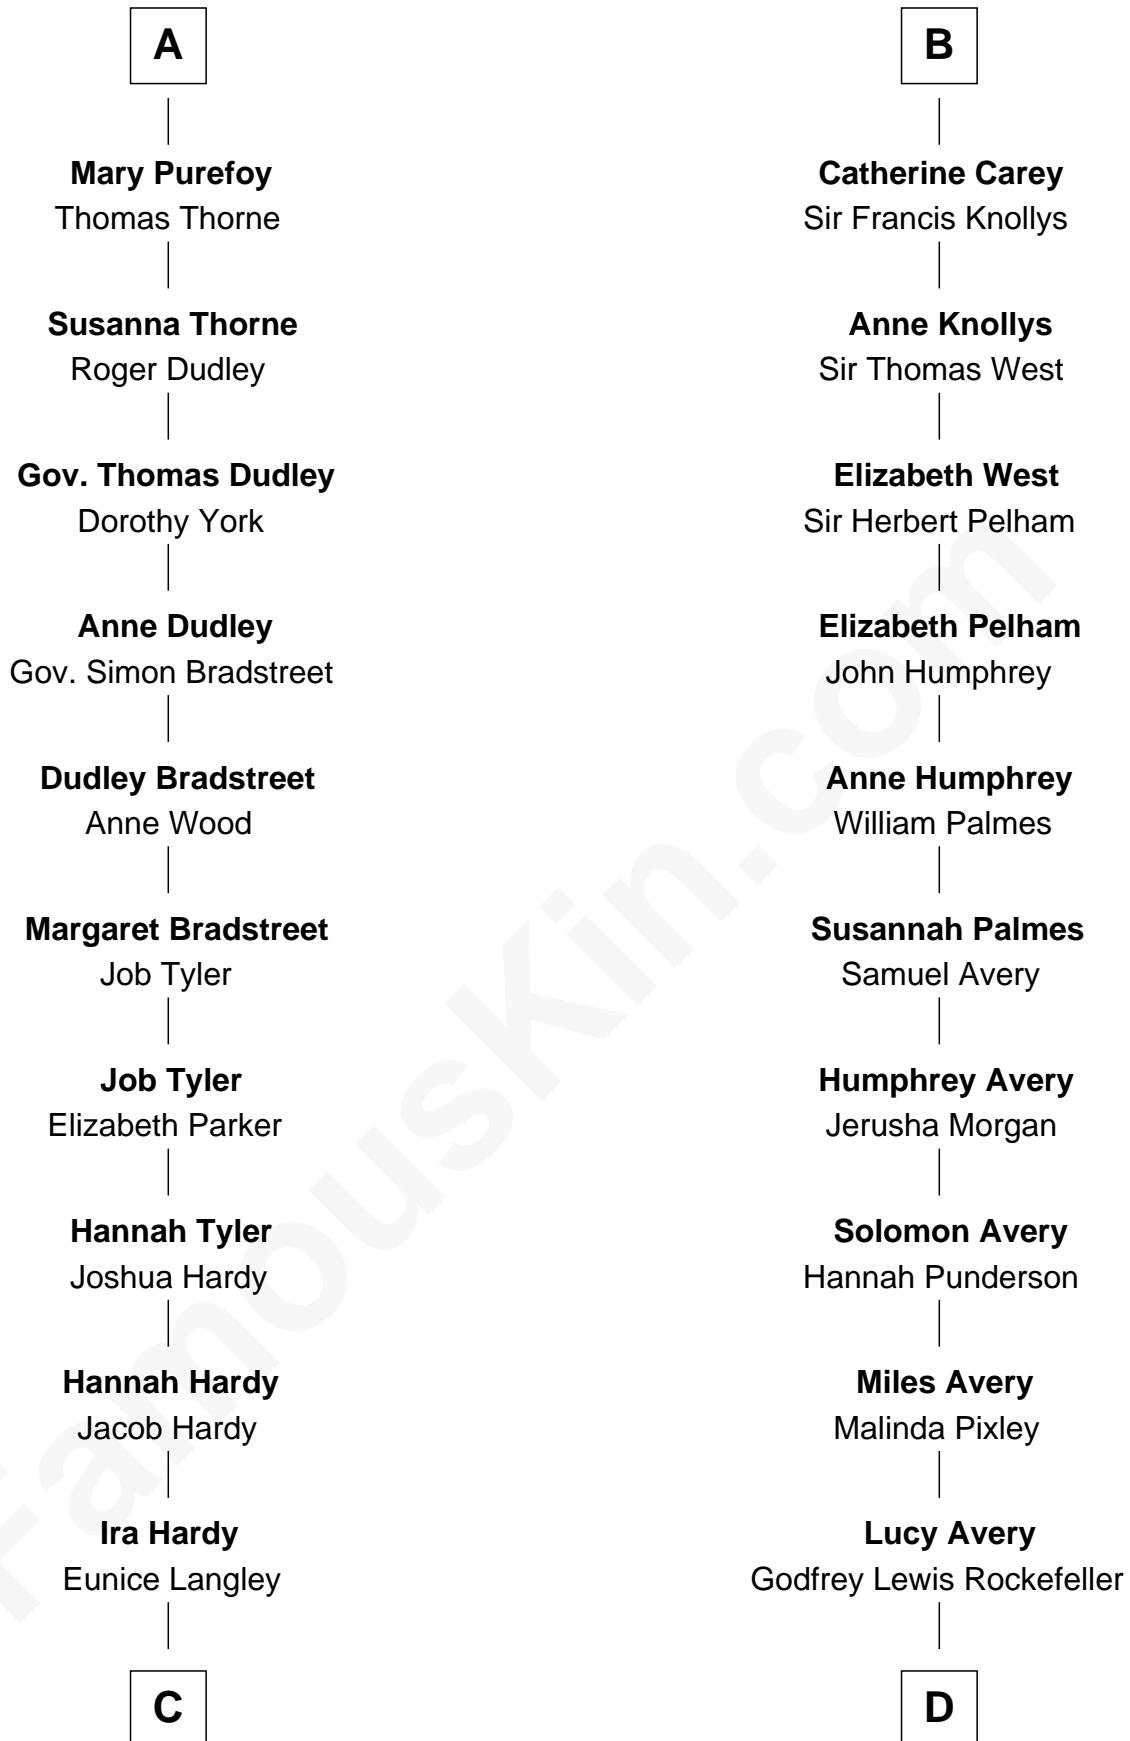 A
Mary Purefoy
Thomas Thorne
Susanna Thorne
Roger Dudley
Gov. Thomas Dudley
Dorothy York
Anne Dudley
Gov. Simon Bradstreet
Dudley Bradstreet
Anne Wood
Margaret Bradstreet
Job Tyler
Job Tyler
Elizabeth Parker
Hannah Tyler
Joshua Hardy
Hannah Hardy
Jacob Hardy
Ira Hardy
Eunice Langley
C
B
Catherine Carey
Sir Francis Knollys
Anne Knollys
Sir Thomas West
Elizabeth West
Sir Herbert Pelham
Elizabeth Pelham
John Humphrey
Anne Humphrey
William Palmes
Susannah Palmes
Samuel Avery
Humphrey Avery
Jerusha Morgan
Solomon Avery
Hannah Punderson
Miles Avery
Malinda Pixley
Lucy Avery
Godfrey Lewis Rockefeller
D
FamousKin.com